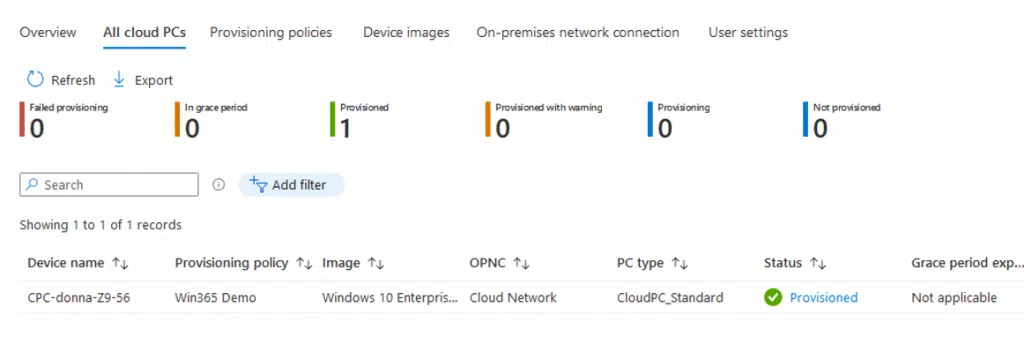 Overview All cloud PCs Provisioning policies Device images On-premises network connection User settings
Refresh Export
Failed provisioning In grace period Provisioned Provisioned with warning Provisioning Not provisioned
0 0 1 0 0 0
Search Add filter
Showing 1 to 1 of 1 records
Device name ↑↓ Provisioning policy ↑↓ Image ↑↓ OPNC ↑↓ PC type ↑↓ Status ↑↓ Grace period exp...
CPC-donna-Z9-56 Win365 Demo Windows 10 Enterpris... Cloud Network CloudPC_Standard Provisioned Not applicable